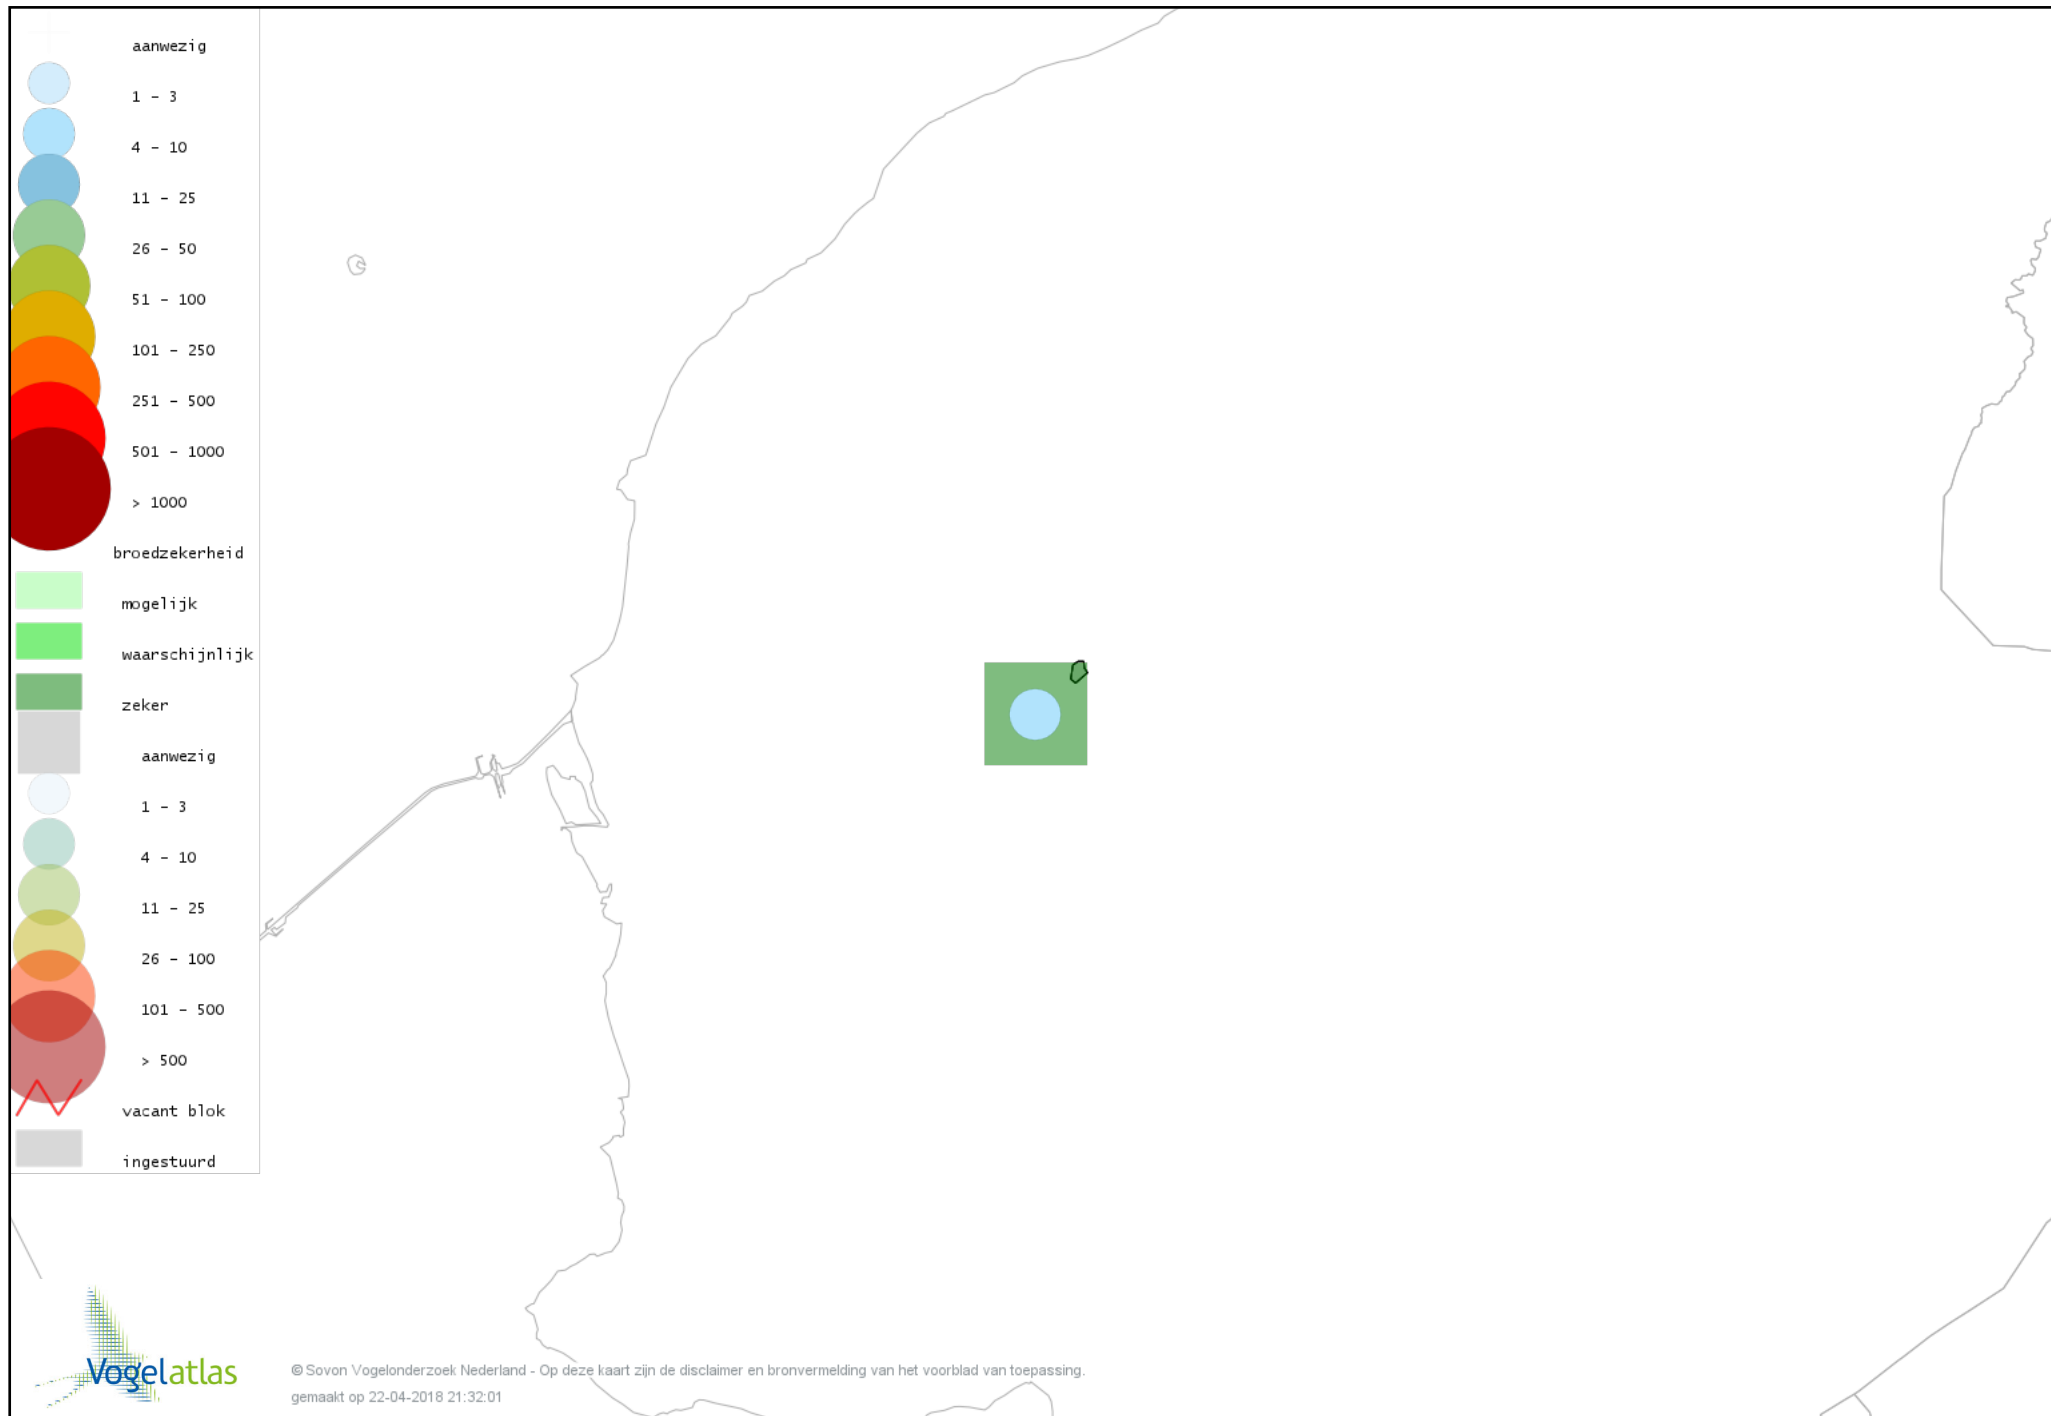 aanwezig
1 - 3
4 - 10
11 - 25
26 - 50
51 - 100
101 - 250
251 - 500
501 - 1000
> 1000
broedzekerheid
mogelijk
waarschijnlijk
zeker
aanwezig
1 - 3
4 - 10
11 - 25
26 - 100
101 - 500
> 500
vacant blok
ingestuurd
Vogelatlas
© Sovon Vogelonderzoek Nederland - Op deze kaart zijn de disclaimer en bronvermelding van het voorblad van toepassing.
gemaakt op 22-04-2018 21:32:01